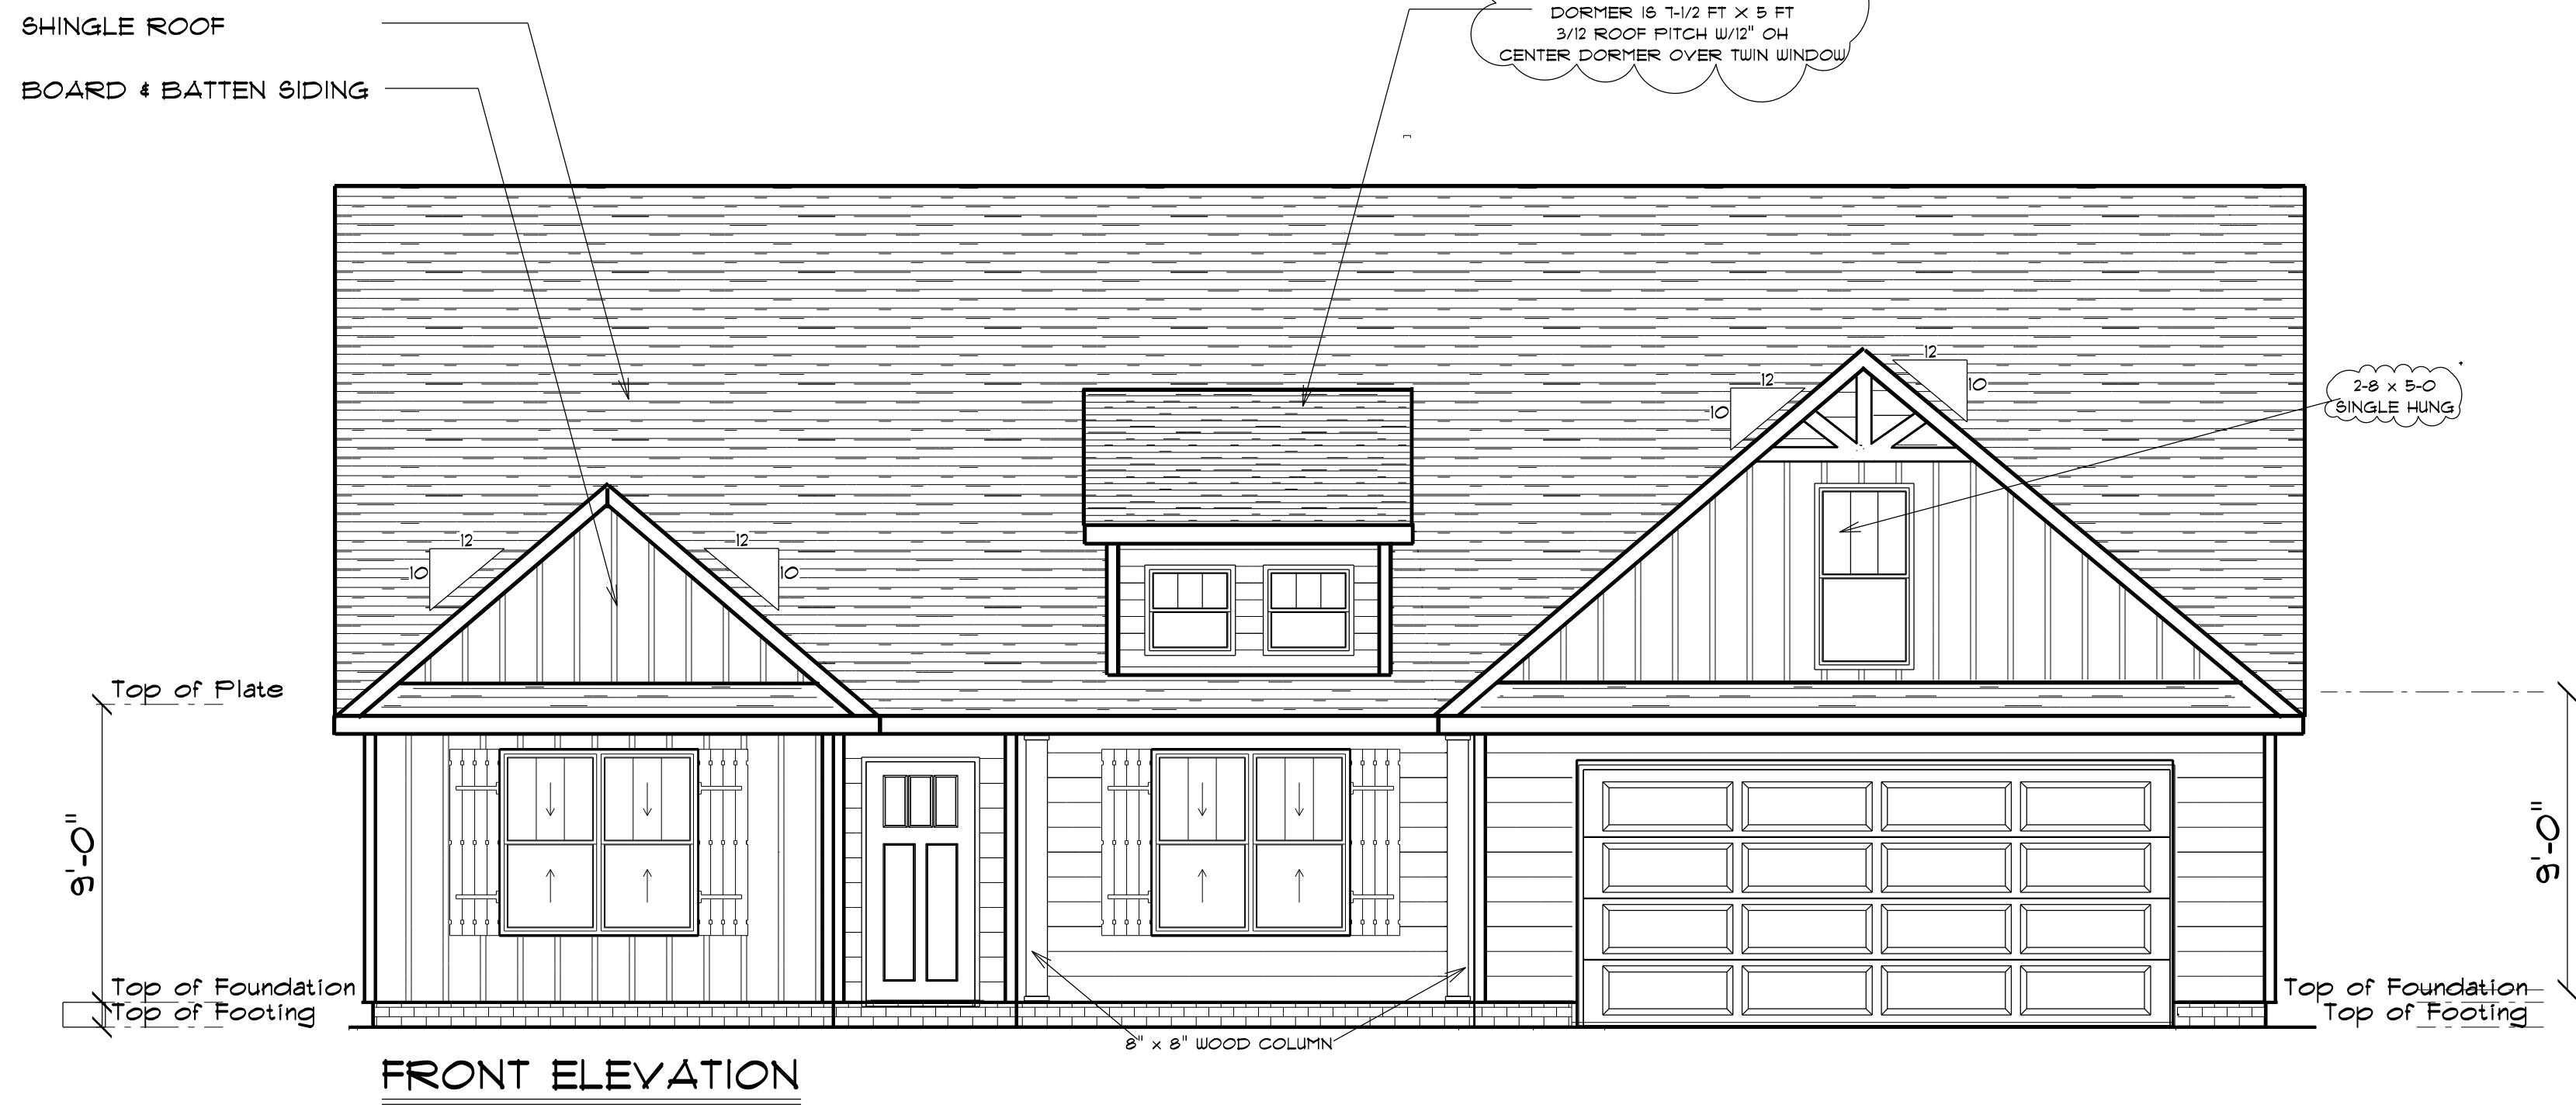 SHINGLE ROOF
BOARD & BATTEN SIDING
DORMER IS 7-1/2 FT X 5 FT
3/12 ROOF PITCH W/12" OH
CENTER DORMER OVER TWIN WINDOW
12
10
12
10
2-8 x 5-0
SINGLE HUNG
12
10
12
10
Top of Plate
9'-0"
9'-0"
Top of Foundation
Top of Footing
Top of Foundation
Top of Footing
8" x 8" WOOD COLUMN
FRONT ELEVATION